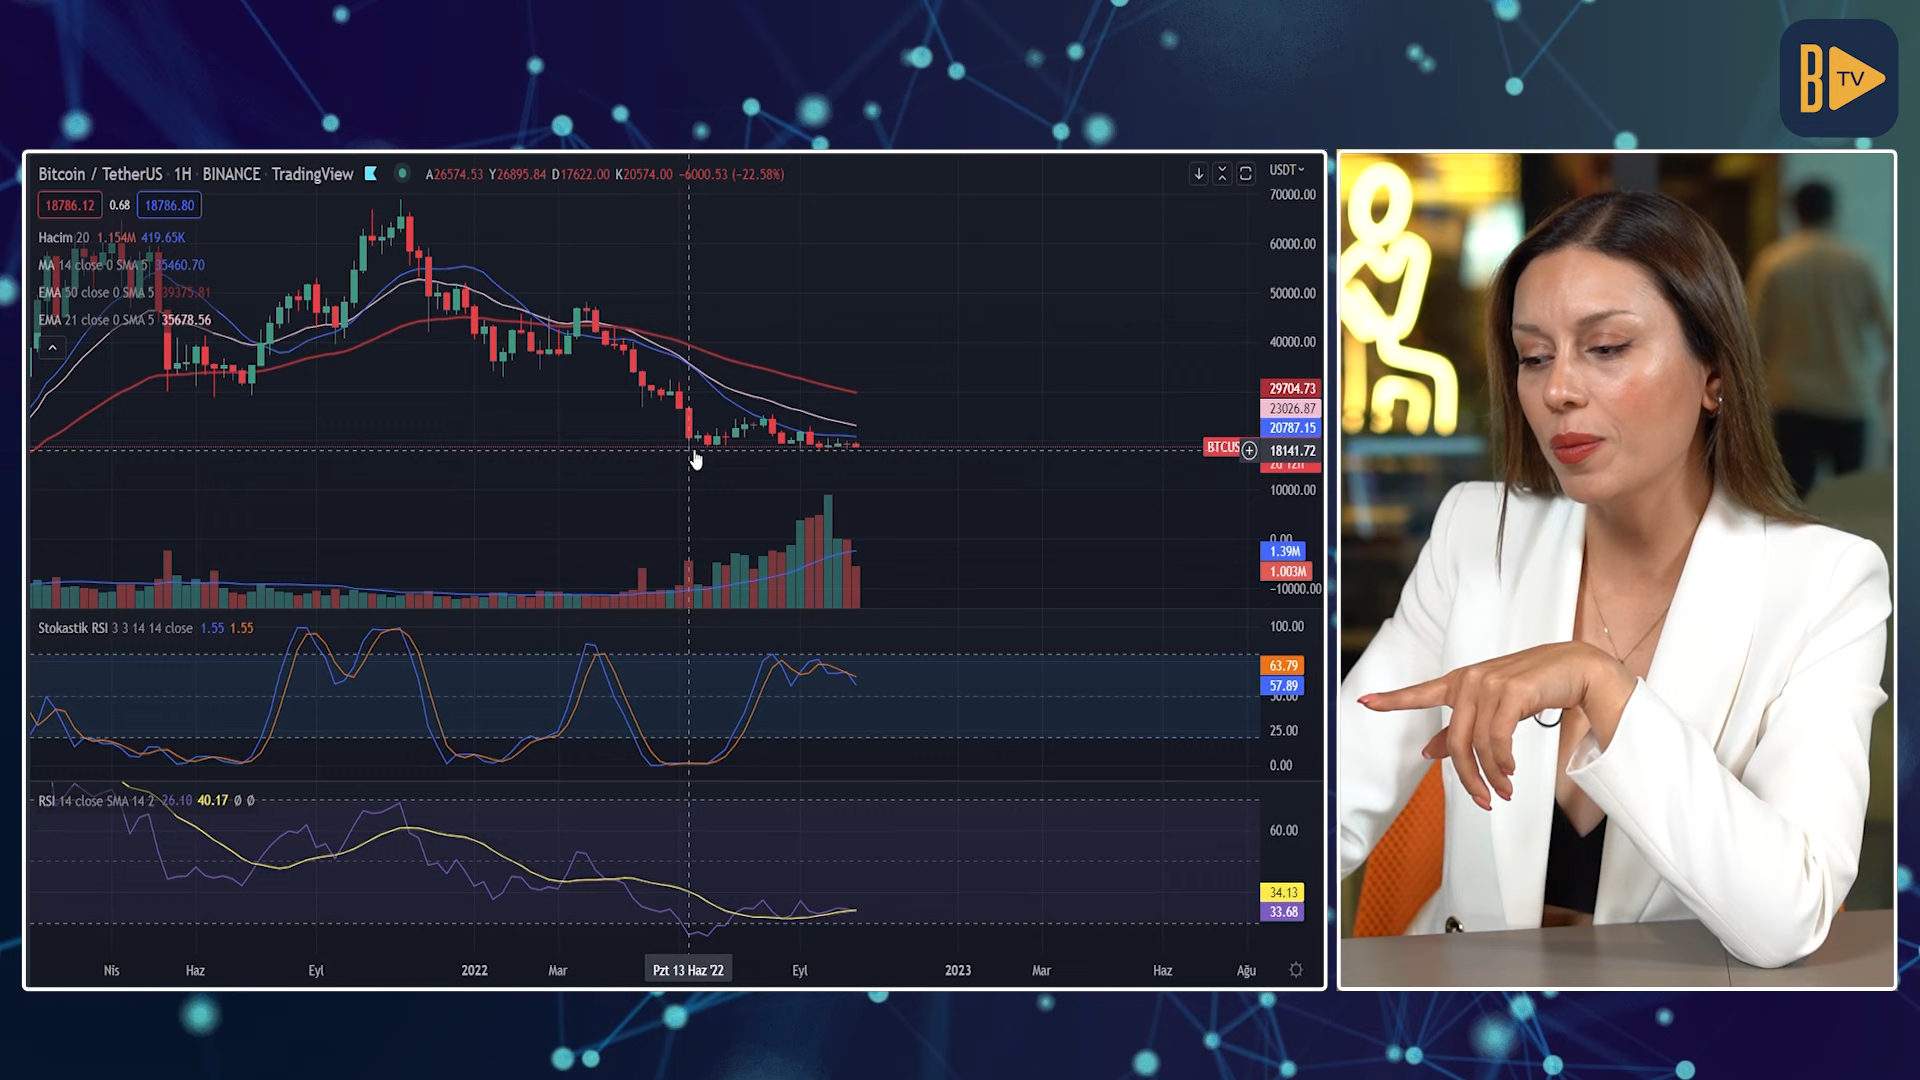 B TV
Bitcoin / TetherUS · 1H · BINANCE · TradingView
A26574.53 Y26895.84 D17622.00 K20574.00 −6000.53 (−22.58%)
USDT
18786.12 0.68 18786.80
Hacim 20 1.154M 419.65K
MA 14 close 0 SMA 5 35460.70
EMA 50 close 0 SMA 5 39375.81
EMA 21 close 0 SMA 5 35678.56
70000.00
60000.00
50000.00
40000.00
29704.73
23026.87
20787.15
BTCUS
18141.72
2g 12h
10000.00
0.00
1.39M
1.003M
−10000.00
Stokastik RSI 3 3 14 14 close 1.55 1.55
100.00
63.79
57.89
50.00
25.00
0.00
RSI 14 close SMA 14 2 26.10 40.17 Ø Ø
60.00
34.13
33.68
Nis Haz Eyl 2022 Mar Pzt 13 Haz '22 Eyl 2023 Mar Haz Ağu